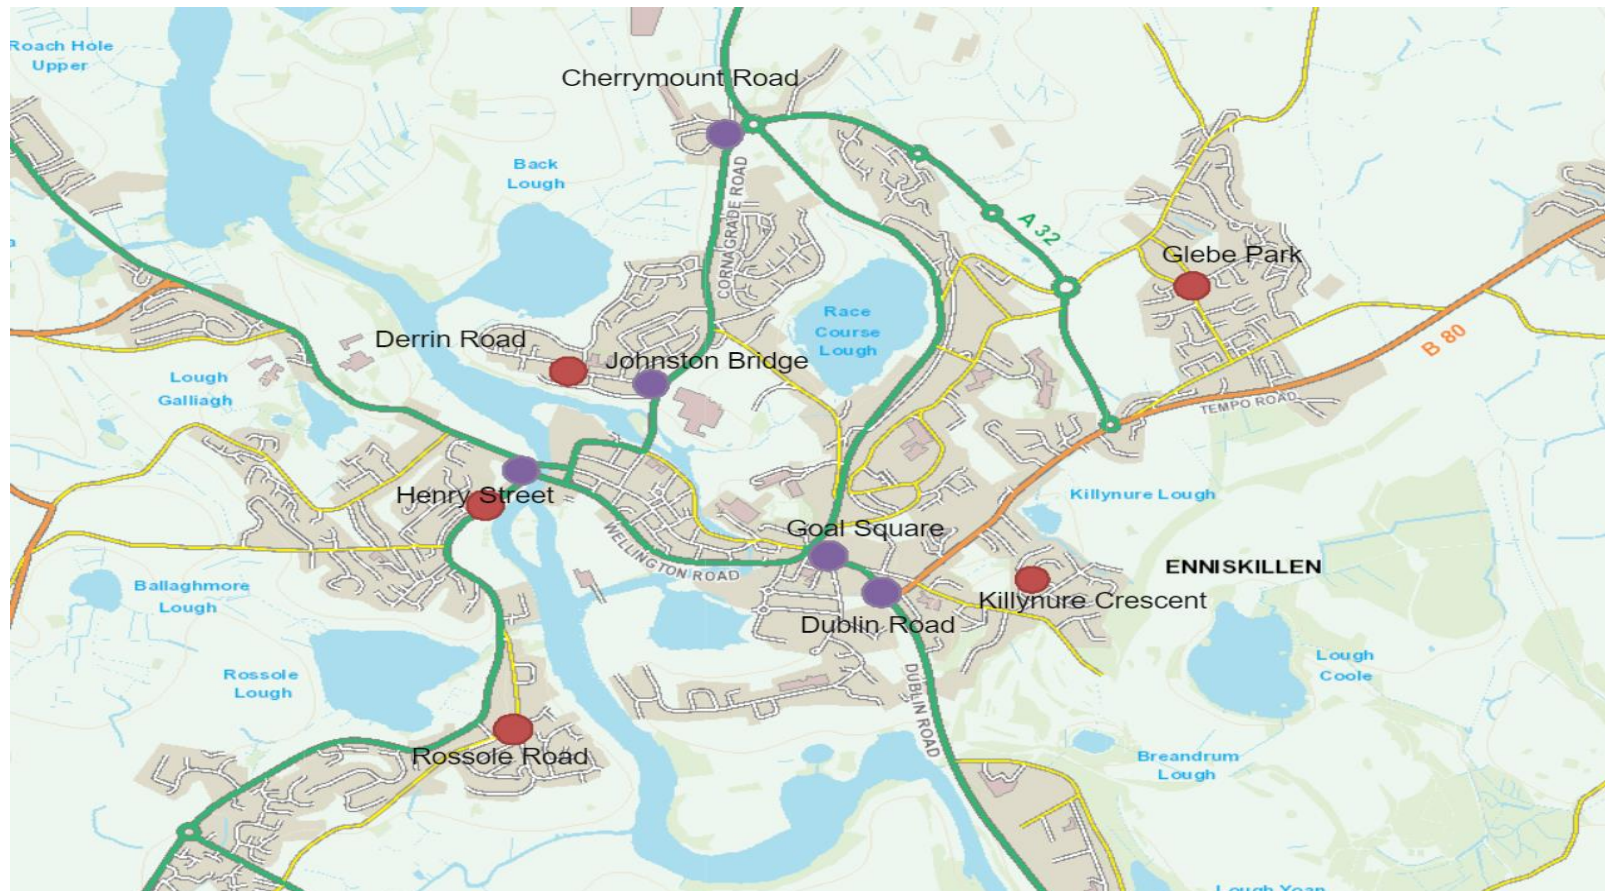 Roach Hole
Upper
Cherrymount Road
Back
Lough
CORNAGRADE ROAD
A 32
Glebe Park
Race
Course
Lough
Derrin Road
Johnston Bridge
B 80
Lough
Galliagh
TEMPO ROAD
Henry Street
Killynure Lough
Goal Square
WELLINGTON ROAD
ENNISKILLEN
Ballaghmore
Lough
Killynure Crescent
Dublin Road
Rossole
Lough
Lough
Coole
DUBLIN ROAD
Rossole Road
Breandrum
Lough
Lough Yoan